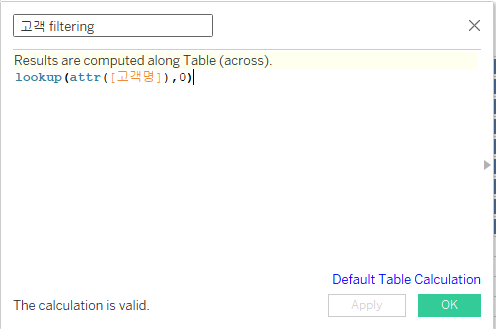 고객 filtering
Results are computed along Table (across).
lookup(attr([고객명]),0)
Default Table Calculation
The calculation is valid.
Apply
OK